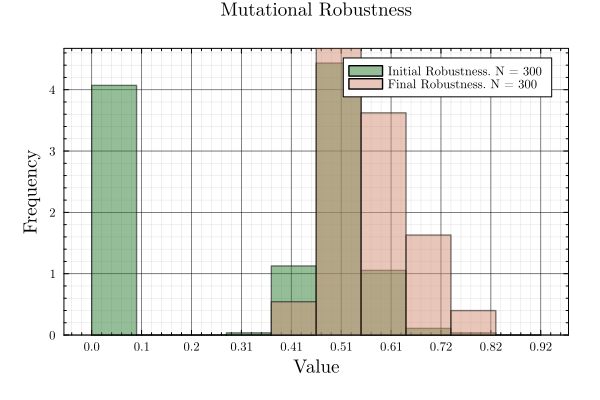 Mutational Robustness
Initial Robustness. N = 300
Final Robustness. N = 300
Frequency
4
3
2
1
0
0.0 0.1 0.2 0.31 0.41 0.51 0.61 0.72 0.82 0.92
Value